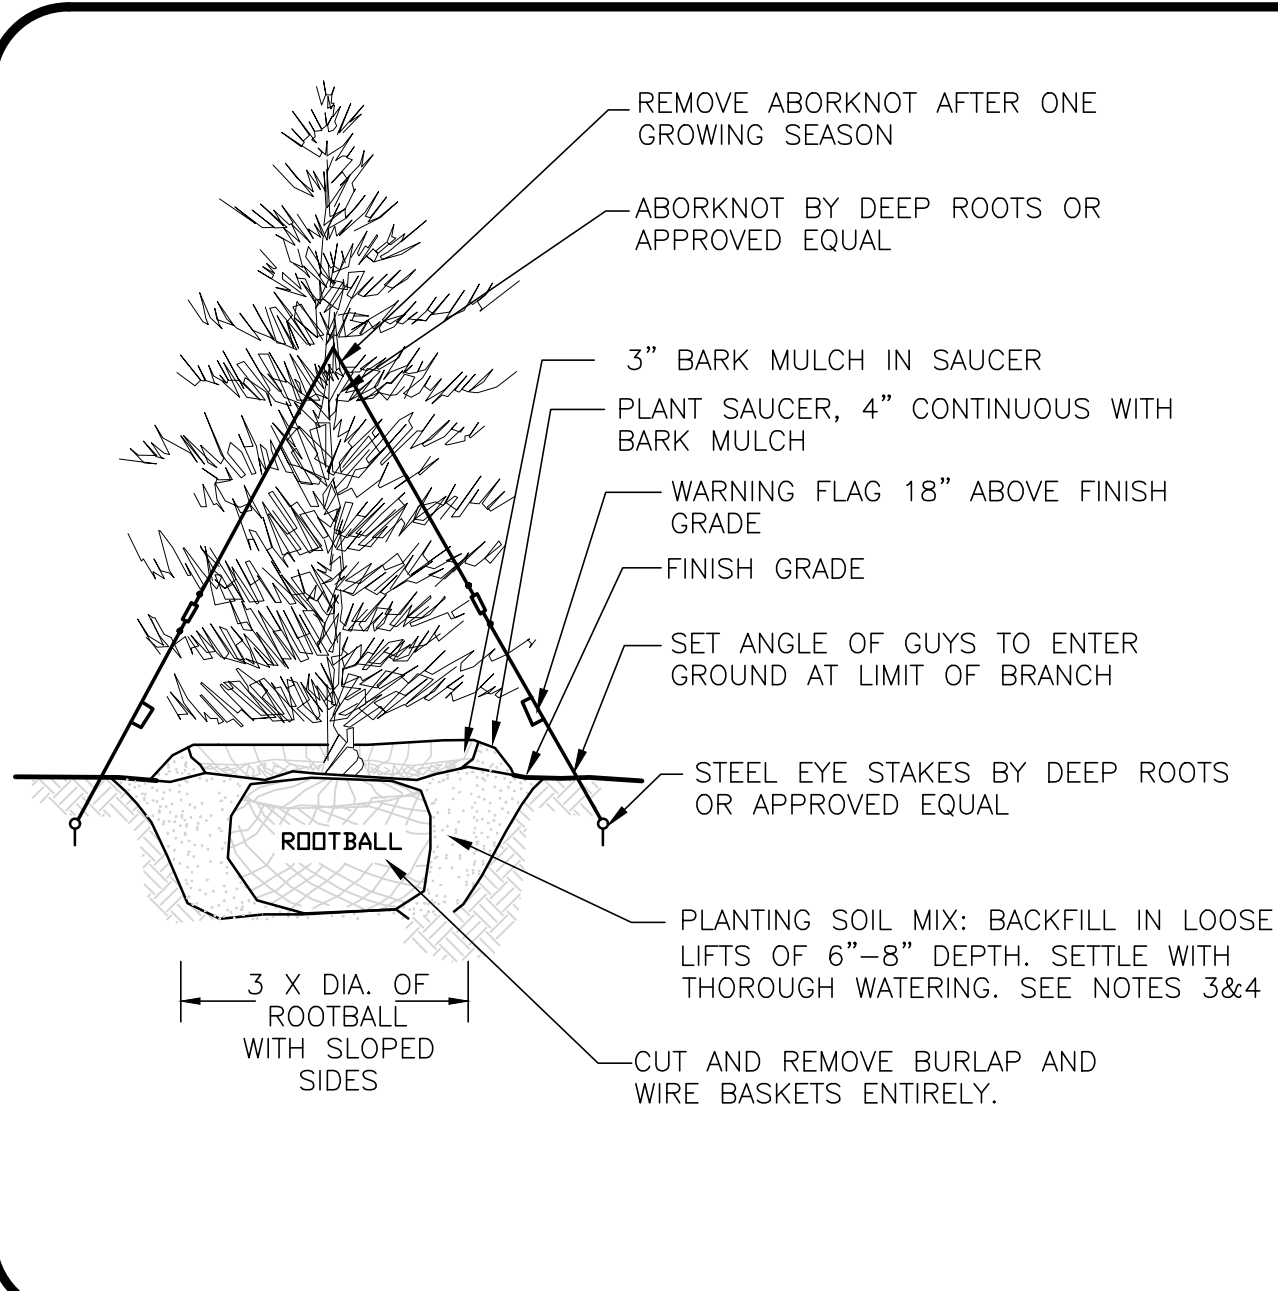 REMOVE ABORKNOT AFTER ONE
GROWING SEASON
ABORKNOT BY DEEP ROOTS OR
APPROVED EQUAL
3” BARK MULCH IN SAUCER
PLANT SAUCER, 4” CONTINUOUS WITH
BARK MULCH
WARNING FLAG 18” ABOVE FINISH
GRADE
FINISH GRADE
SET ANGLE OF GUYS TO ENTER
GROUND AT LIMIT OF BRANCH
STEEL EYE STAKES BY DEEP ROOTS
OR APPROVED EQUAL
ROOTBALL
PLANTING SOIL MIX: BACKFILL IN LOOSE
LIFTS OF 6”–8” DEPTH. SETTLE WITH
THOROUGH WATERING. SEE NOTES 3&4
3 X DIA. OF
ROOTBALL
WITH SLOPED
SIDES
CUT AND REMOVE BURLAP AND
WIRE BASKETS ENTIRELY.